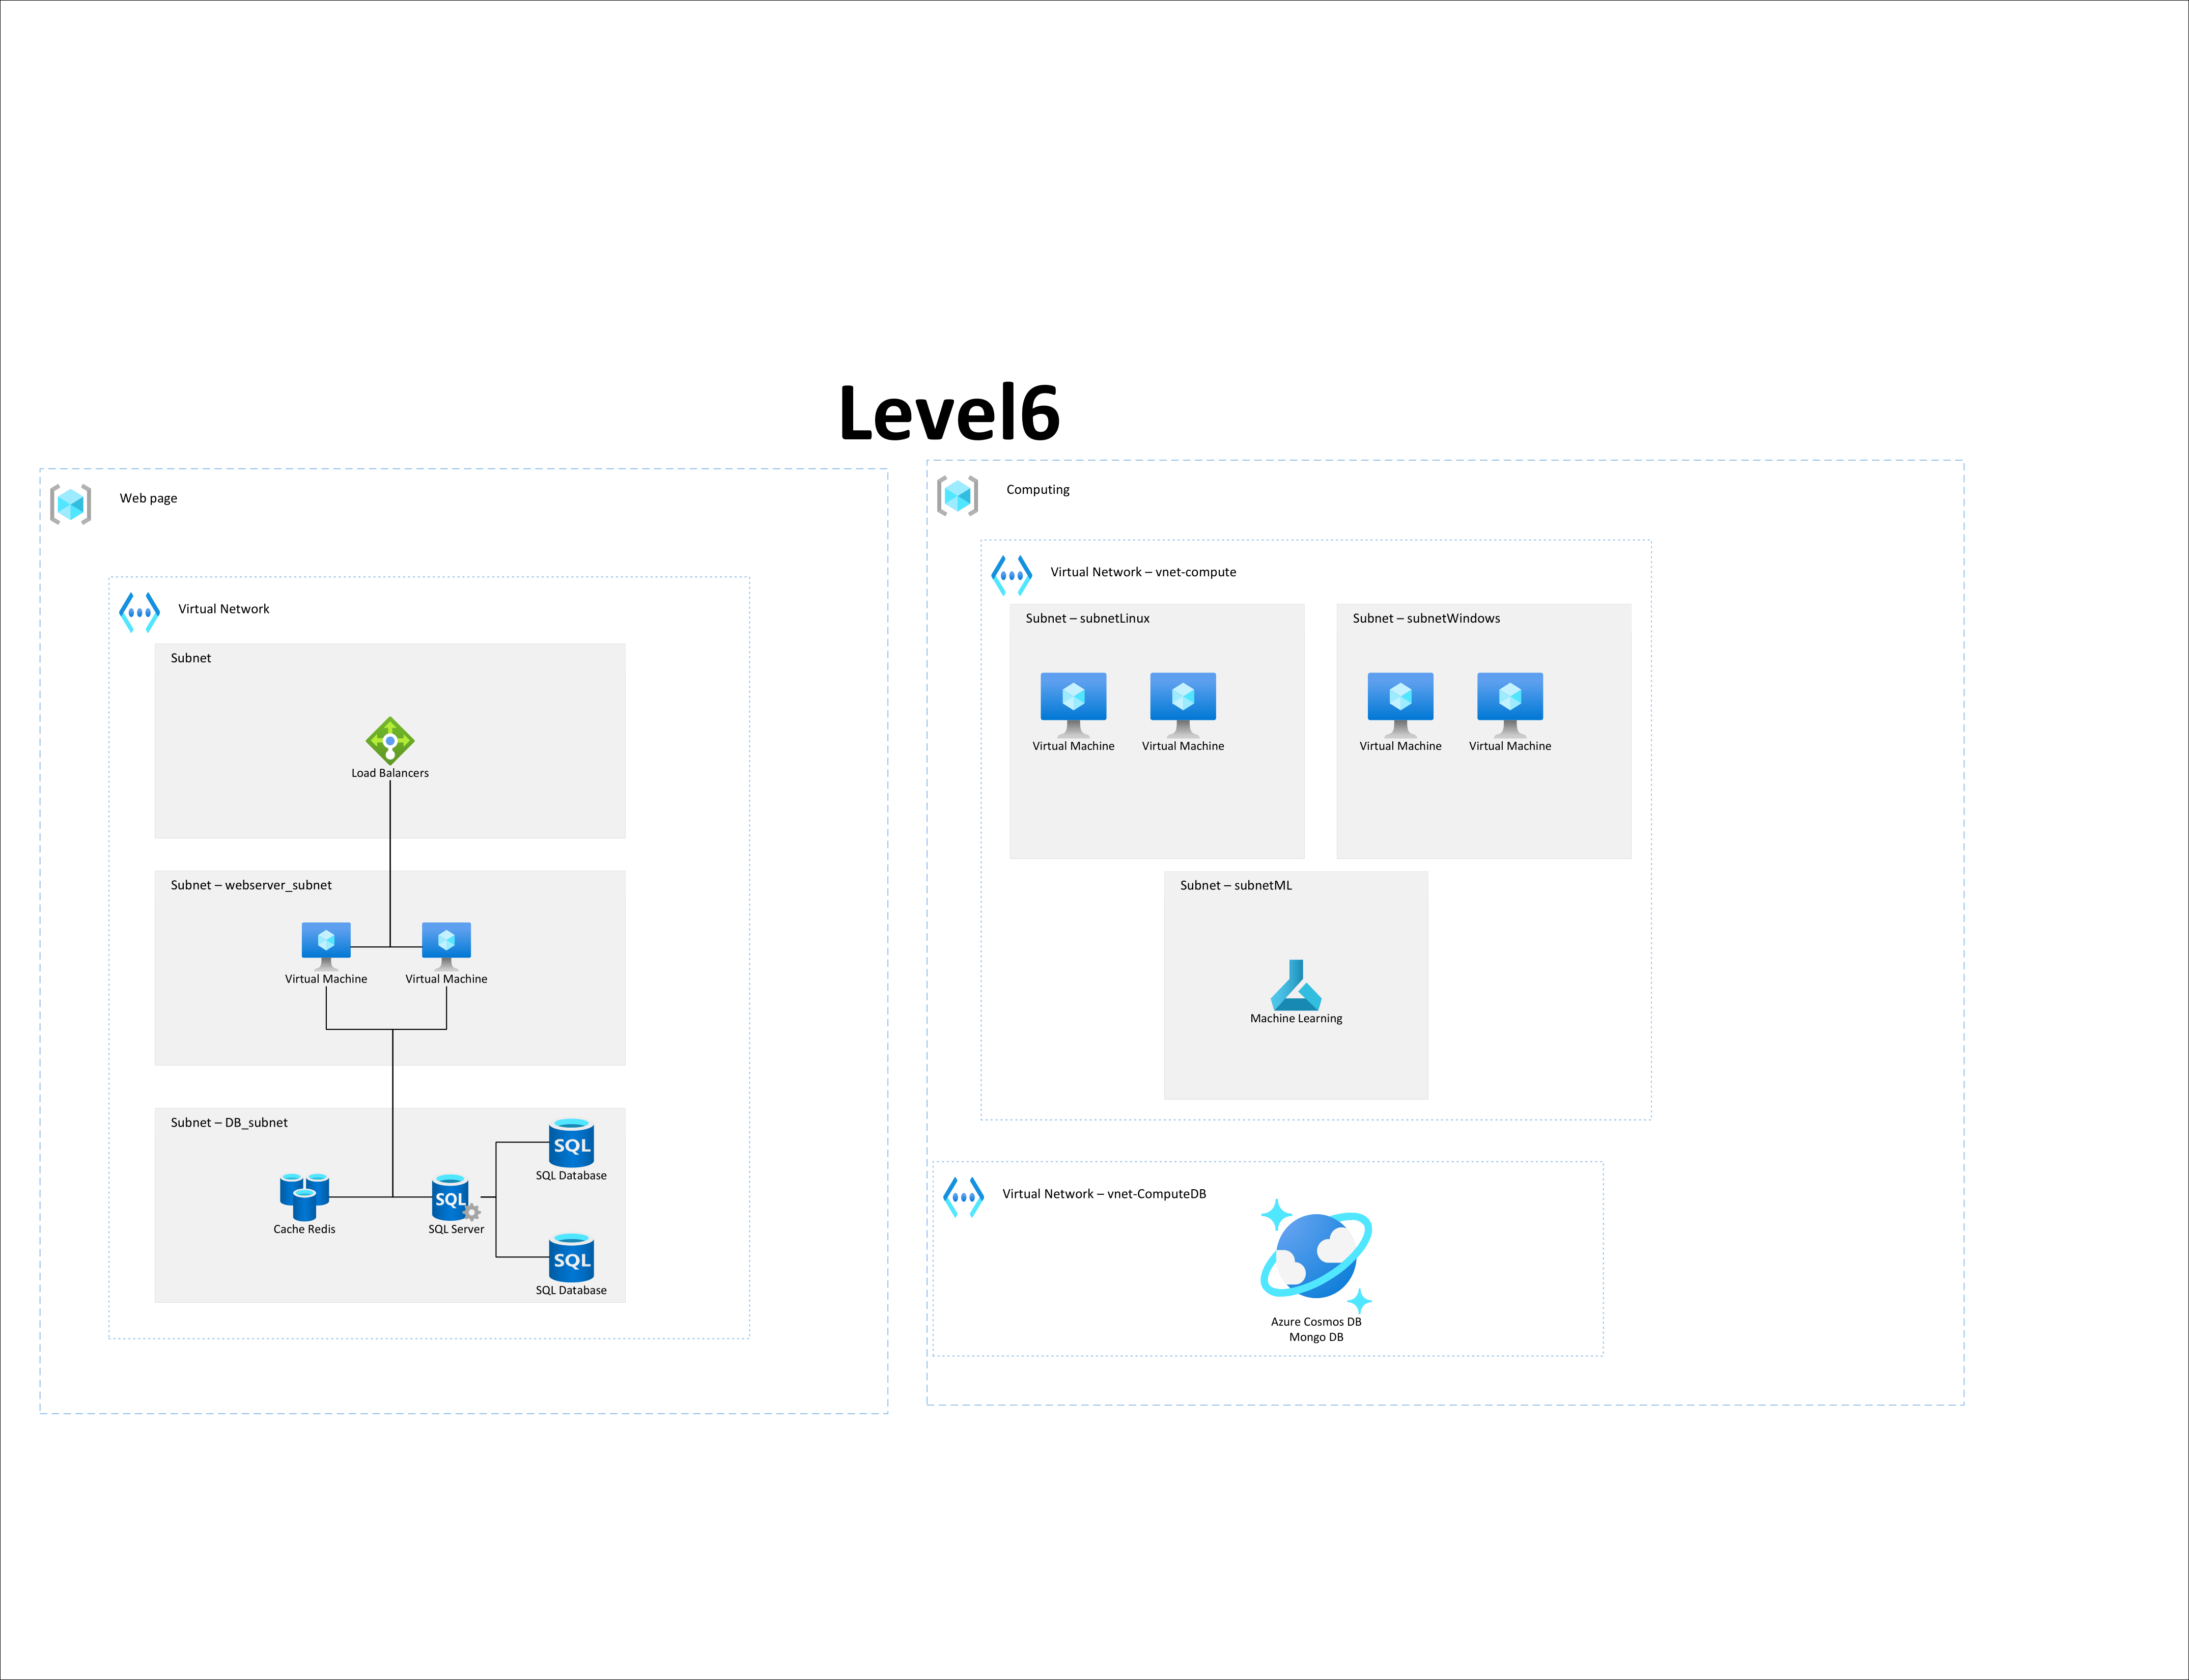 Level6
Web page
Virtual Network
Subnet
Load Balancers
Subnet – webserver_subnet
Virtual Machine
Virtual Machine
Subnet – DB_subnet
SQL
SQL Database
Cache Redis
SQL
SQL Server
SQL
SQL Database
Computing
Virtual Network – vnet-compute
Subnet – subnetLinux
Virtual Machine
Virtual Machine
Subnet – subnetWindows
Virtual Machine
Virtual Machine
Subnet – subnetML
Machine Learning
Virtual Network – vnet-ComputeDB
Azure Cosmos DB
Mongo DB